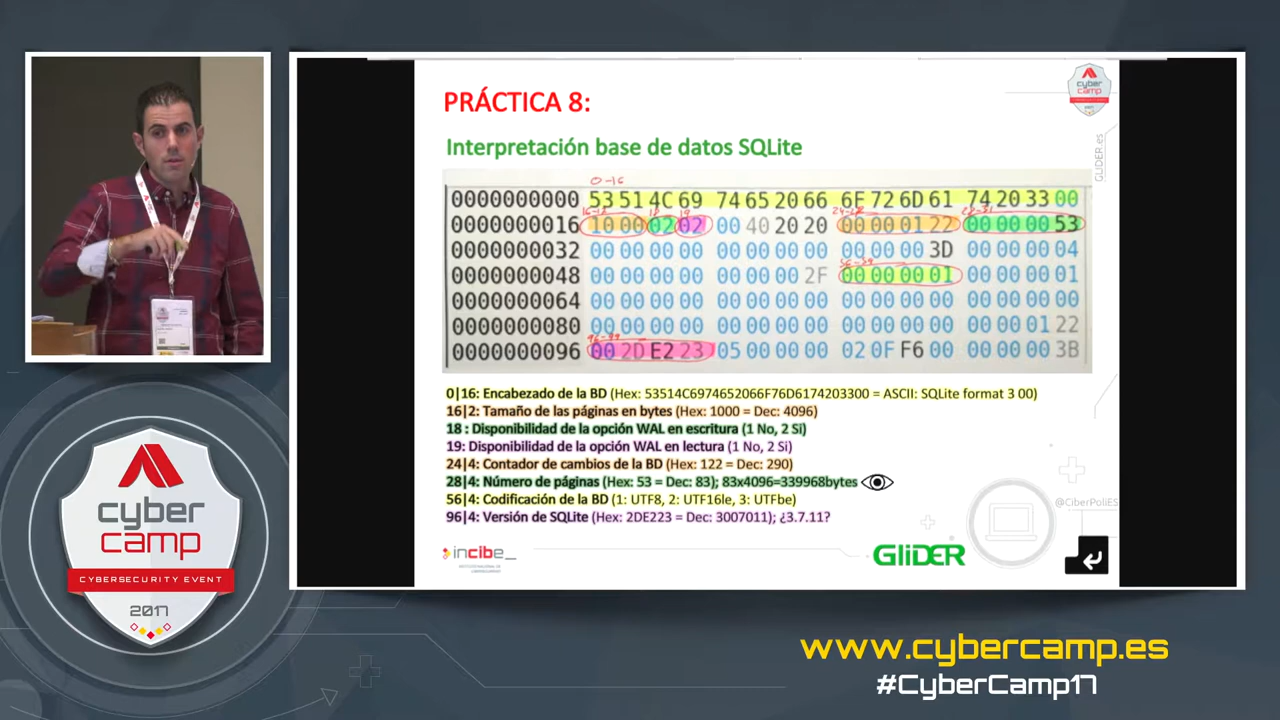 PRÁCTICA 8:
Interpretación base de datos SQLite
0-16
0000000000 53 51 4C 69 74 65 20 66 6F 72 6D 61 74 20 33 00
0000000016 10 00 02 02 00 40 20 20 00 00 01 22 00 00 00 53
0000000032 00 00 00 00 00 00 00 00 00 00 00 3D 00 00 00 04
0000000048 00 00 00 00 00 00 00 2F 00 00 00 01 00 00 00 01
0000000064 00 00 00 00 00 00 00 00 00 00 00 00 00 00 00 00
0000000080 00 00 00 00 00 00 00 00 00 00 00 00 00 00 01 22
96-99
0000000096 00 2D E2 23 05 00 00 00 02 0F F6 00 00 00 00 3B
0|16: Encabezado de la BD (Hex: 53514C6974652066F76D6174203300 = ASCII: SQLite format 3 00)
16|2: Tamaño de las páginas en bytes (Hex: 1000 = Dec: 4096)
18 : Disponibilidad de la opción WAL en escritura (1 No, 2 Si)
19: Disponibilidad de la opción WAL en lectura (1 No, 2 Si)
24|4: Contador de cambios de la BD (Hex: 122 = Dec: 290)
28|4: Número de páginas (Hex: 53 = Dec: 83); 83x4096=339968bytes
56|4: Codificación de la BD (1: UTF8, 2: UTF16le, 3: UTFbe)
96|4: Versión de SQLite (Hex: 2DE223 = Dec: 3007011); ¿3.7.11?
incibe_
GLiDER
cyber
camp
GLIDER.es
@CiberPoliES
cyber
camp
CYBERSECURITY EVENT
2017
www.cybercamp.es
#CyberCamp17